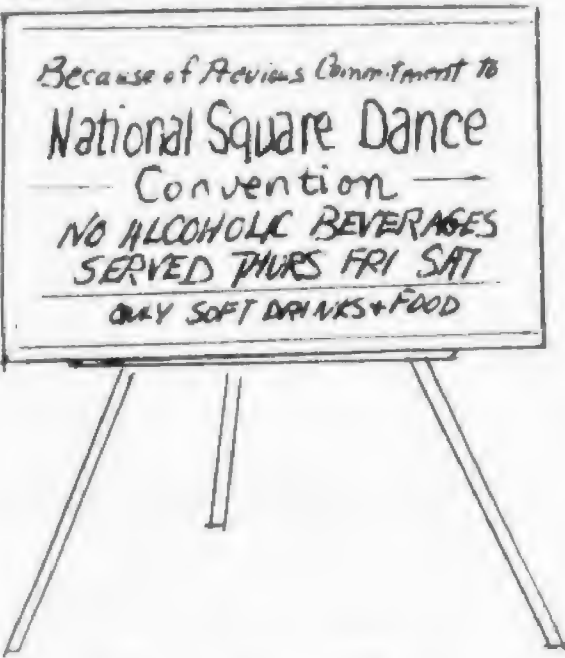 Because of Previous Commitment to
National Square Dance
Convention
NO ALCOHOLIC BEVERAGES
SERVED THURS FRI SAT
ONLY SOFT DRINKS + FOOD